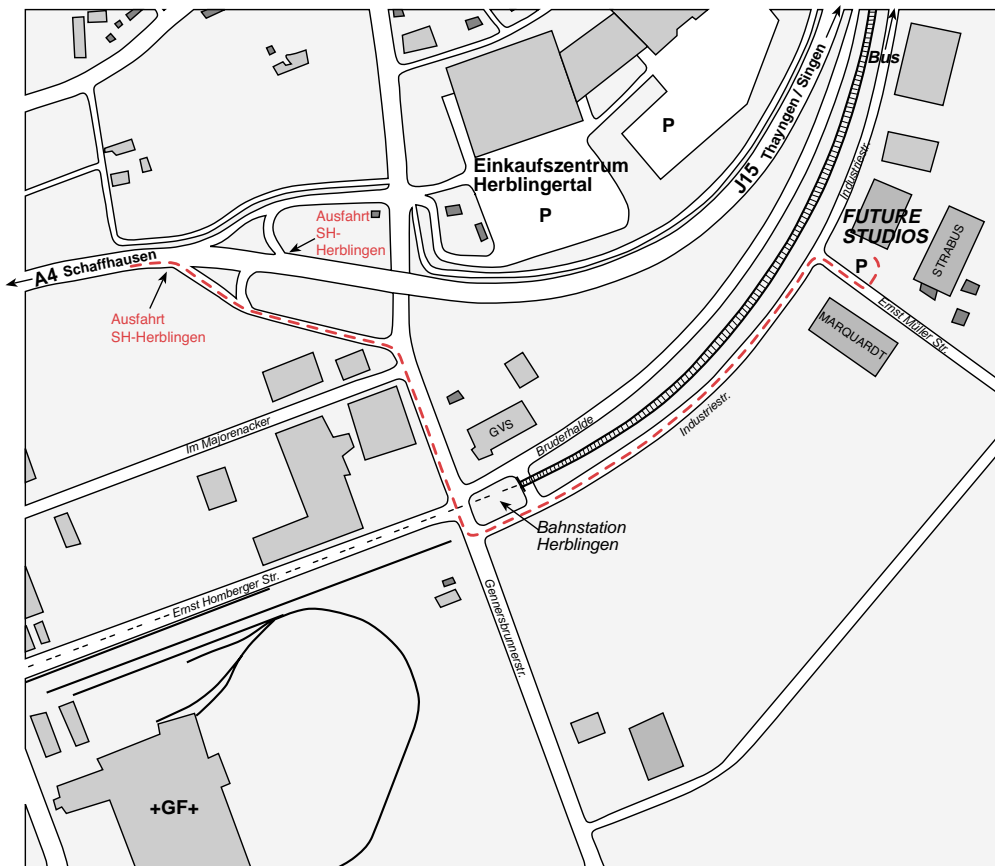 Bus
J15 Thayngen / Singen
P
Einkaufszentrum
Herblingertal
P
Industriestr.
FUTURE
STUDIOS
STRABUS
P
Ausfahrt
SH-
Herblingen
A4 Schaffhausen
Ausfahrt
SH-Herblingen
Ernst Müller Str.
MARQUARDT
Im Majorenacker
GVS
Bruderhalde
Industriestr.
Bahnstation
Herblingen
Ernst Homberger Str.
Gennersbrunnerstr.
+GF+